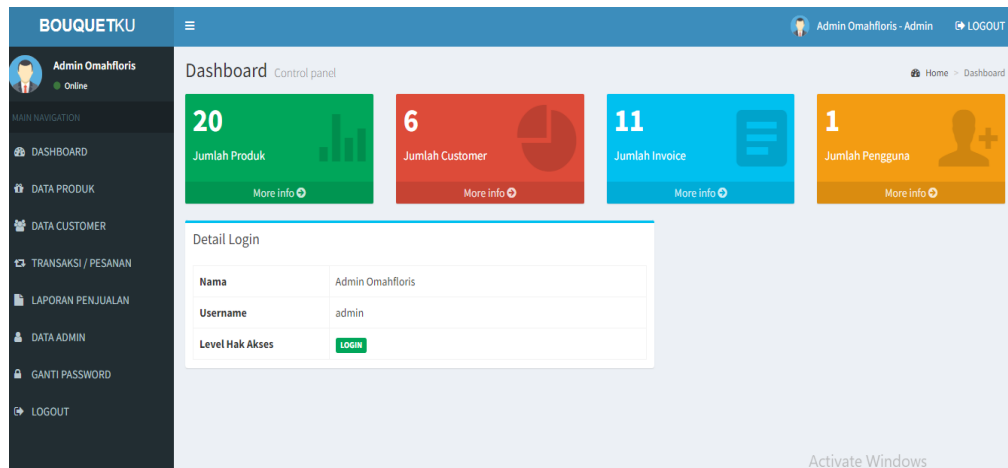 BOUQUETKU
Admin Omahfloris - Admin LOGOUT
Admin Omahfloris
Online
MAIN NAVIGATION
DASHBOARD
DATA PRODUK
DATA CUSTOMER
TRANSAKSI / PESANAN
LAPORAN PENJUALAN
DATA ADMIN
GANTI PASSWORD
LOGOUT
Dashboard Control panel
Home > Dashboard
20
Jumlah Produk
More info
6
Jumlah Customer
More info
11
Jumlah Invoice
More info
1
Jumlah Pengguna
More info
Detail Login
Nama Admin Omahfloris
Username admin
Level Hak Akses LOGIN
Activate Windows